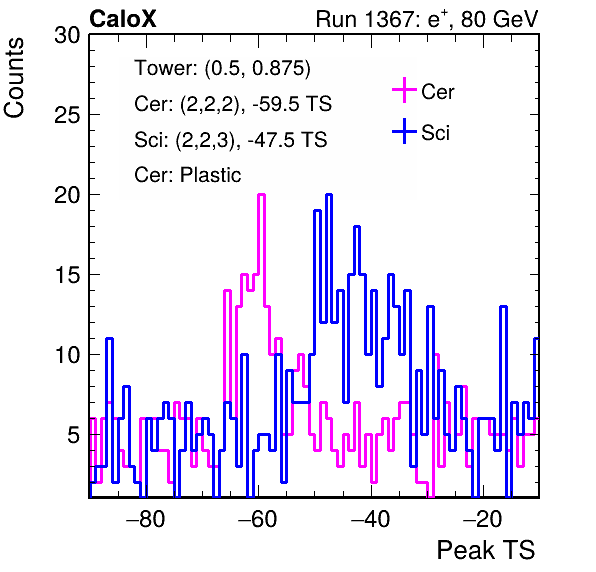 CaloX Run 1367: e⁺, 80 GeV
Counts
30
25
20
15
10
5
Tower: (0.5, 0.875)
Cer: (2,2,2), -59.5 TS
Sci: (2,2,3), -47.5 TS
Cer: Plastic
Cer
Sci
−80 −60 −40 −20
Peak TS